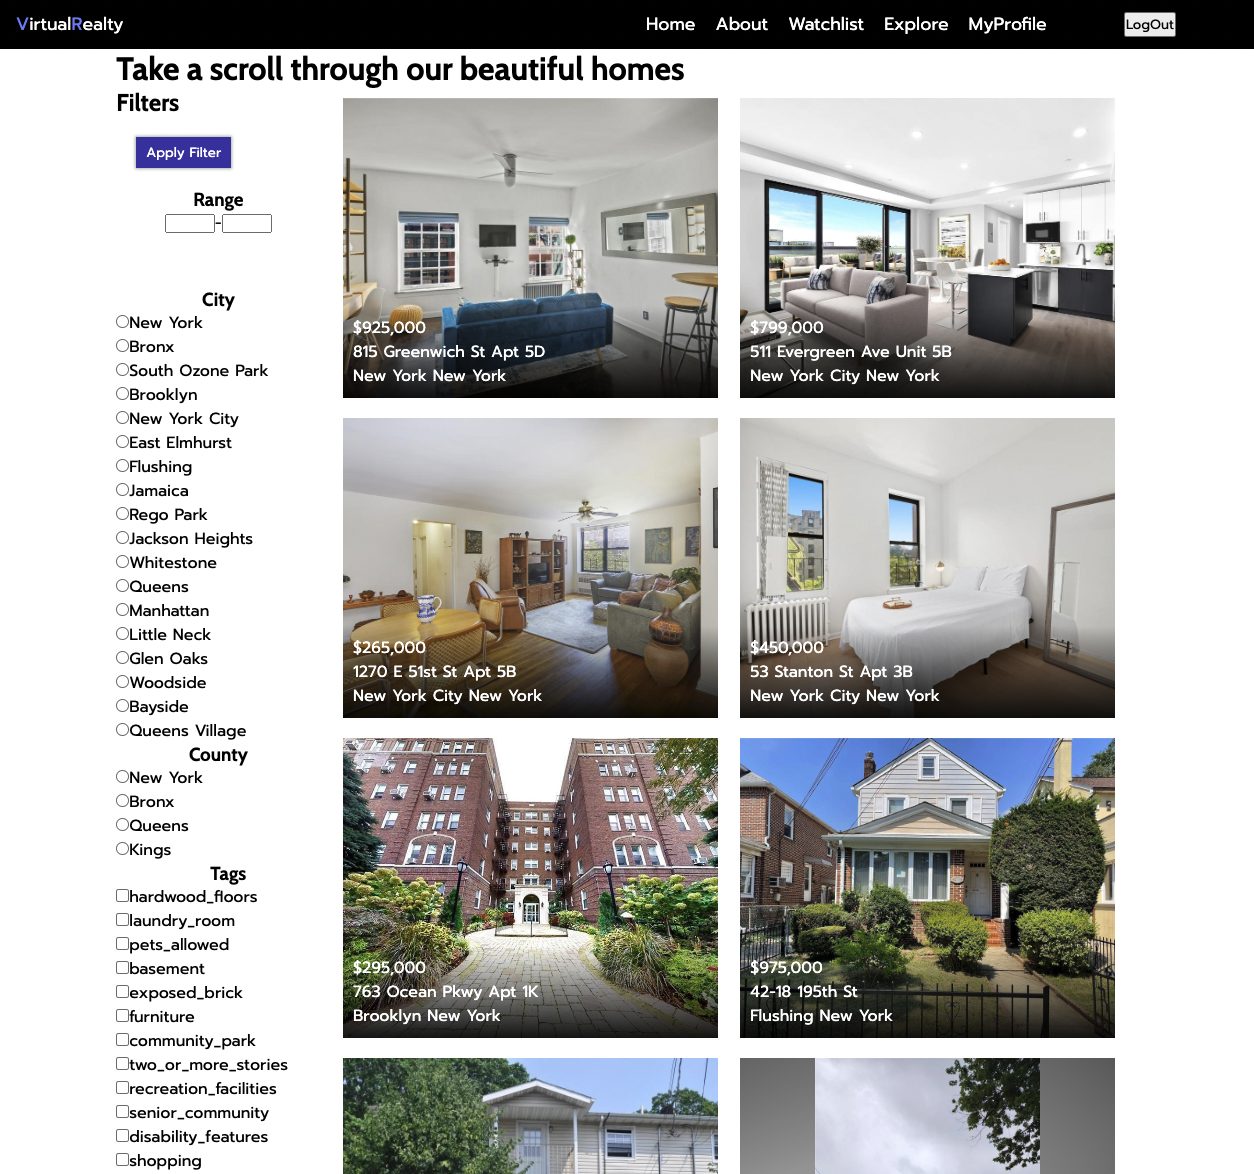 VirtualRealty
Home About Watchlist Explore MyProfile LogOut
Take a scroll through our beautiful homes
Filters
Apply Filter
Range
-
City
New York
Bronx
South Ozone Park
Brooklyn
New York City
East Elmhurst
Flushing
Jamaica
Rego Park
Jackson Heights
Whitestone
Queens
Manhattan
Little Neck
Glen Oaks
Woodside
Bayside
Queens Village
County
New York
Bronx
Queens
Kings
Tags
hardwood_floors
laundry_room
pets_allowed
basement
exposed_brick
furniture
community_park
two_or_more_stories
recreation_facilities
senior_community
disability_features
shopping
$925,000
815 Greenwich St Apt 5D
New York New York
$799,000
511 Evergreen Ave Unit 5B
New York City New York
$265,000
1270 E 51st St Apt 5B
New York City New York
$450,000
53 Stanton St Apt 3B
New York City New York
$295,000
763 Ocean Pkwy Apt 1K
Brooklyn New York
$975,000
42-18 195th St
Flushing New York